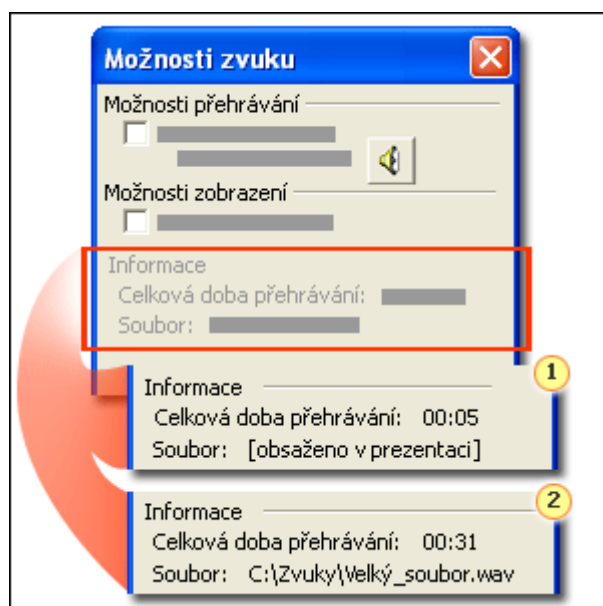 Možnosti zvuku
Možnosti přehrávání
Možnosti zobrazení
Informace
Celková doba přehrávání:
Soubor:
1
Informace
Celková doba přehrávání: 00:05
Soubor: [obsaženo v prezentaci]
2
Informace
Celková doba přehrávání: 00:31
Soubor: C:\Zvuky\Velký_soubor.wav